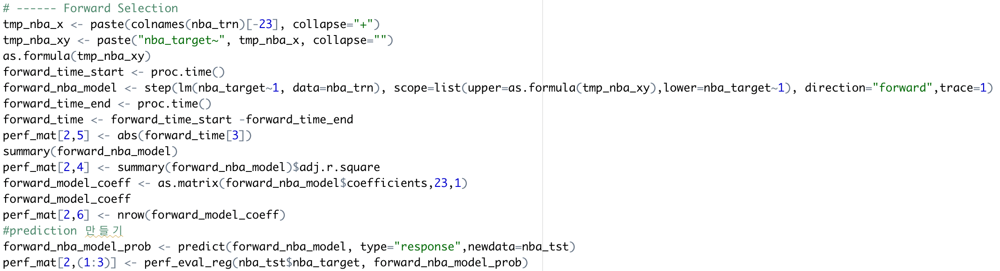 # ------ Forward Selection
tmp_nba_x <- paste(colnames(nba_trn)[-23], collapse="+")
tmp_nba_xy <- paste("nba_target~", tmp_nba_x, collapse="")
as.formula(tmp_nba_xy)
forward_time_start <- proc.time()
forward_nba_model <- step(lm(nba_target~1, data=nba_trn), scope=list(upper=as.formula(tmp_nba_xy),lower=nba_target~1), direction="forward",trace=1)
forward_time_end <- proc.time()
forward_time <- forward_time_start -forward_time_end
perf_mat[2,5] <- abs(forward_time[3])
summary(forward_nba_model)
perf_mat[2,4] <- summary(forward_nba_model)$adj.r.square
forward_model_coeff <- as.matrix(forward_nba_model$coefficients,23,1)
forward_model_coeff
perf_mat[2,6] <- nrow(forward_model_coeff)
#prediction 만들기
forward_nba_model_prob <- predict(forward_nba_model, type="response",newdata=nba_tst)
perf_mat[2,(1:3)] <- perf_eval_reg(nba_tst$nba_target, forward_nba_model_prob)